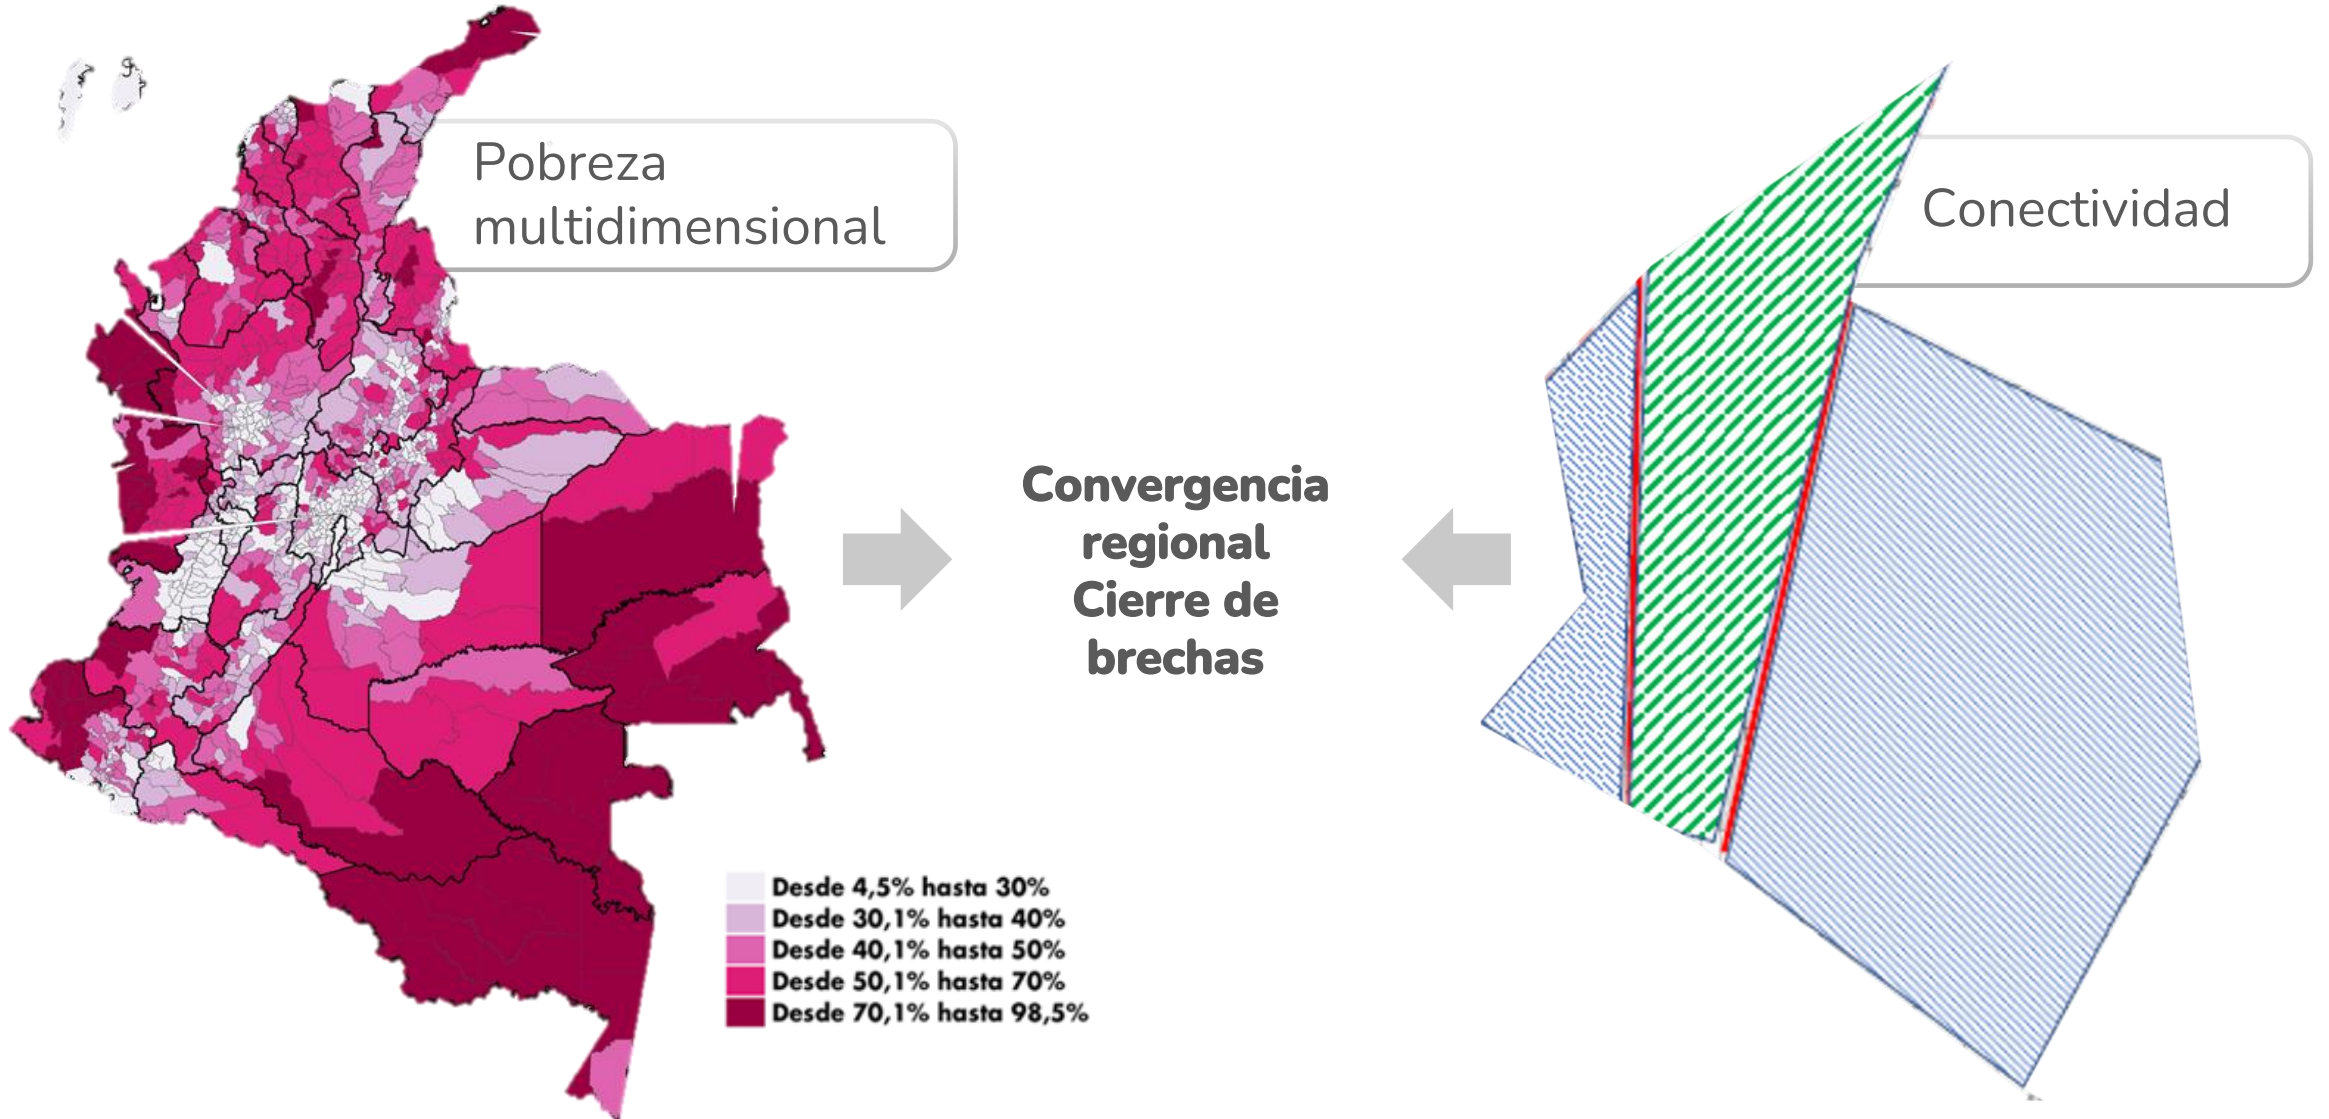 Pobreza
multidimensional
Conectividad
Convergencia
regional
Cierre de
brechas
Desde 4,5% hasta 30%
Desde 30,1% hasta 40%
Desde 40,1% hasta 50%
Desde 50,1% hasta 70%
Desde 70,1% hasta 98,5%